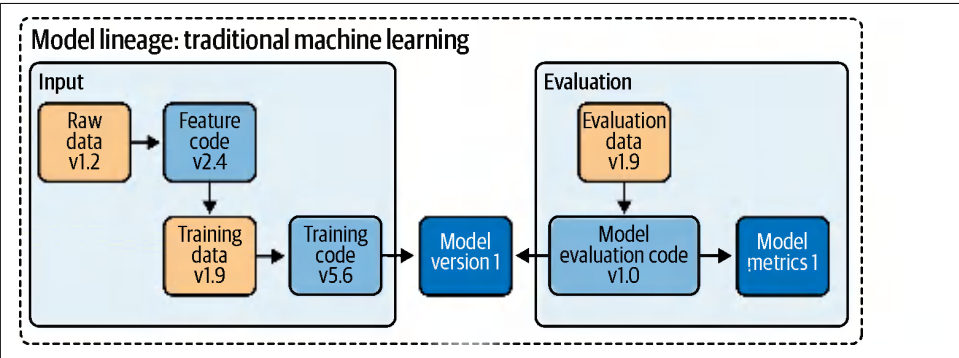 Model lineage: traditional machine learning
Input
Raw
data
v1.2
Feature
code
v2.4
Training
data
v1.9
Training
code
v5.6
Model
version 1
Evaluation
Evaluation
data
v1.9
Model
evaluation code
v1.0
Model
metrics 1